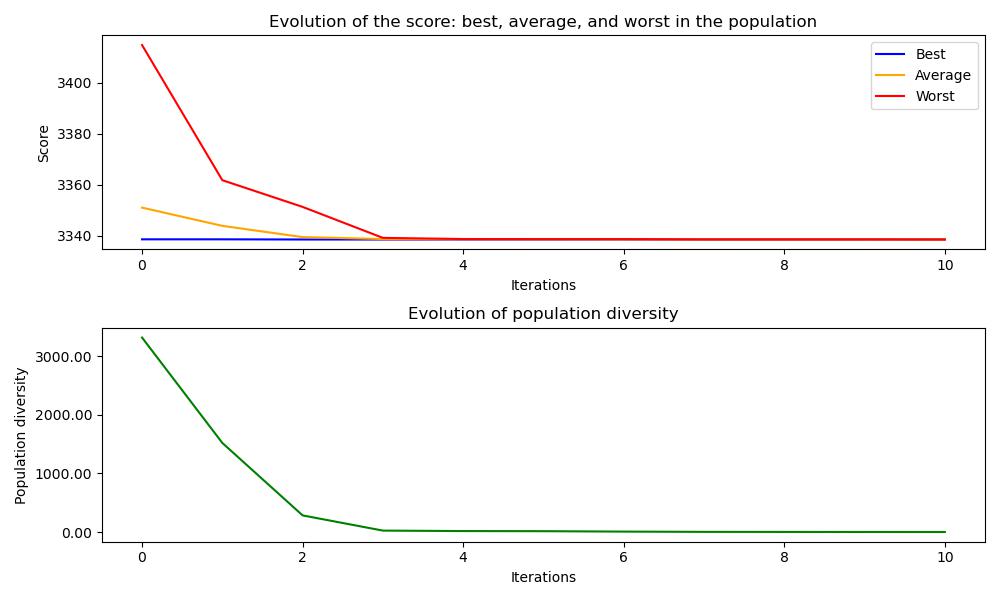 Evolution of the score: best, average, and worst in the population
Score
3400
3380
3360
3340
Best
Average
Worst
0 2 4 6 8 10
Iterations
Evolution of population diversity
Population diversity
3000.00
2000.00
1000.00
0.00
0 2 4 6 8 10
Iterations